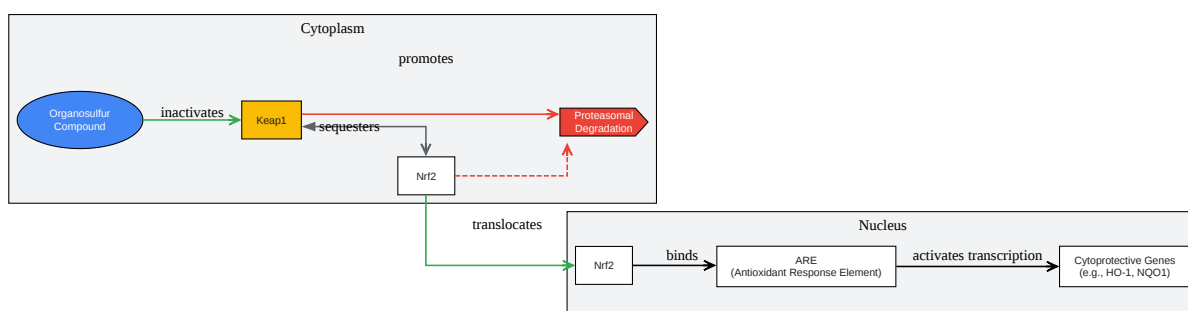 Cytoplasm
promotes
Organosulfur
Compound
inactivates
Keap1
sequesters
Proteasomal
Degradation
Nrf2
translocates
Nucleus
Nrf2
binds
ARE
(Antioxidant Response Element)
activates transcription
Cytoprotective Genes
(e.g., HO-1, NQO1)